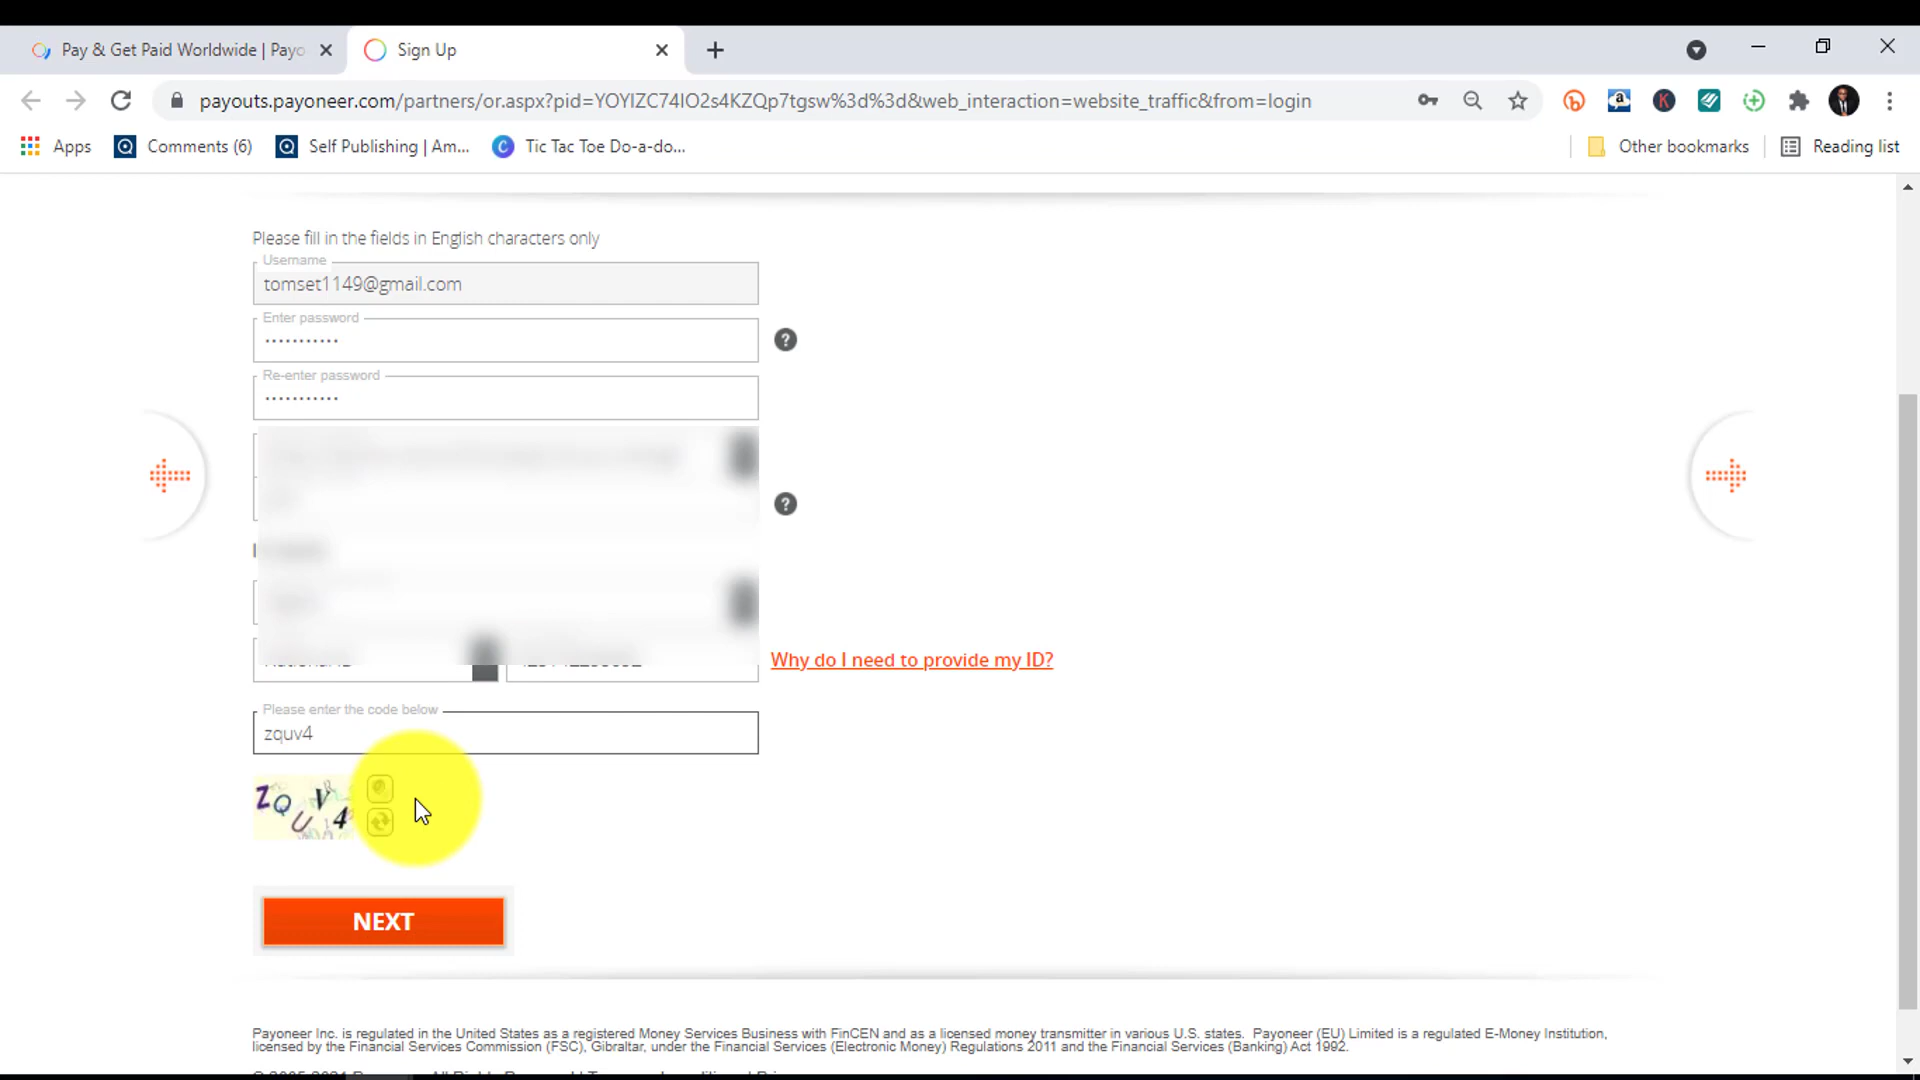 Pay & Get Paid Worldwide | Payo
Sign Up
payouts.payoneer.com/partners/or.aspx?pid=YOYIZC74IO2s4KZQp7tgsw%3d%3d&web_interaction=website_traffic&from=login
Apps
Comments (6)
Self Publishing | Am...
Tic Tac Toe Do-a-do...
Other bookmarks
Reading list
Please fill in the fields in English characters only
Username
tomset1149@gmail.com
Enter password
Re-enter password
Why do I need to provide my ID?
Please enter the code below
zquv4
ZQUV4
NEXT
Payoneer Inc. is regulated in the United States as a registered Money Services Business with FinCEN and as a licensed money transmitter in various U.S. states. Payoneer (EU) Limited is a regulated E-Money Institution,
licensed by the Financial Services Commission (FSC), Gibraltar, under the Financial Services (Electronic Money) Regulations 2011 and the Financial Services (Banking) Act 1992.